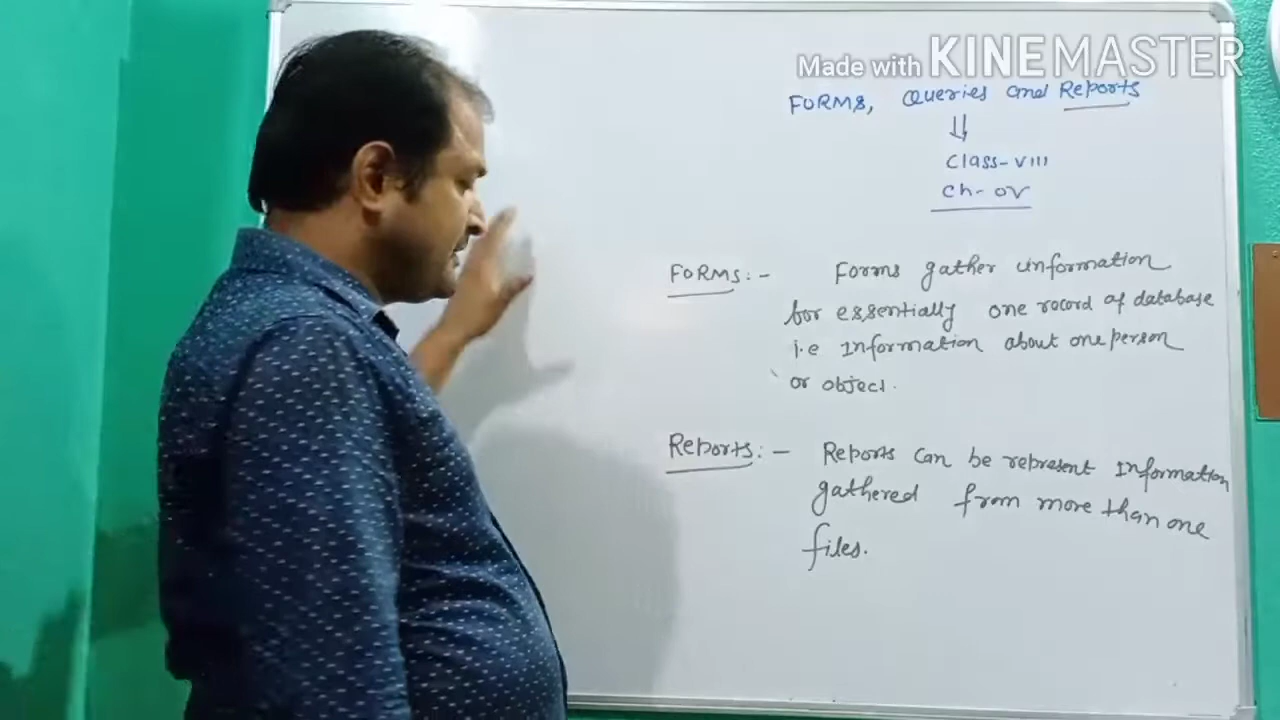 Made with KINEMASTER
FORMS, Queries and Reports
⇓
Class-VIII
Ch-05
FORMS:- Forms gather information
for essentially one record of database
i.e Information about one person
or object.
Reports:- Reports can be represent Information
gathered from more than one
files.